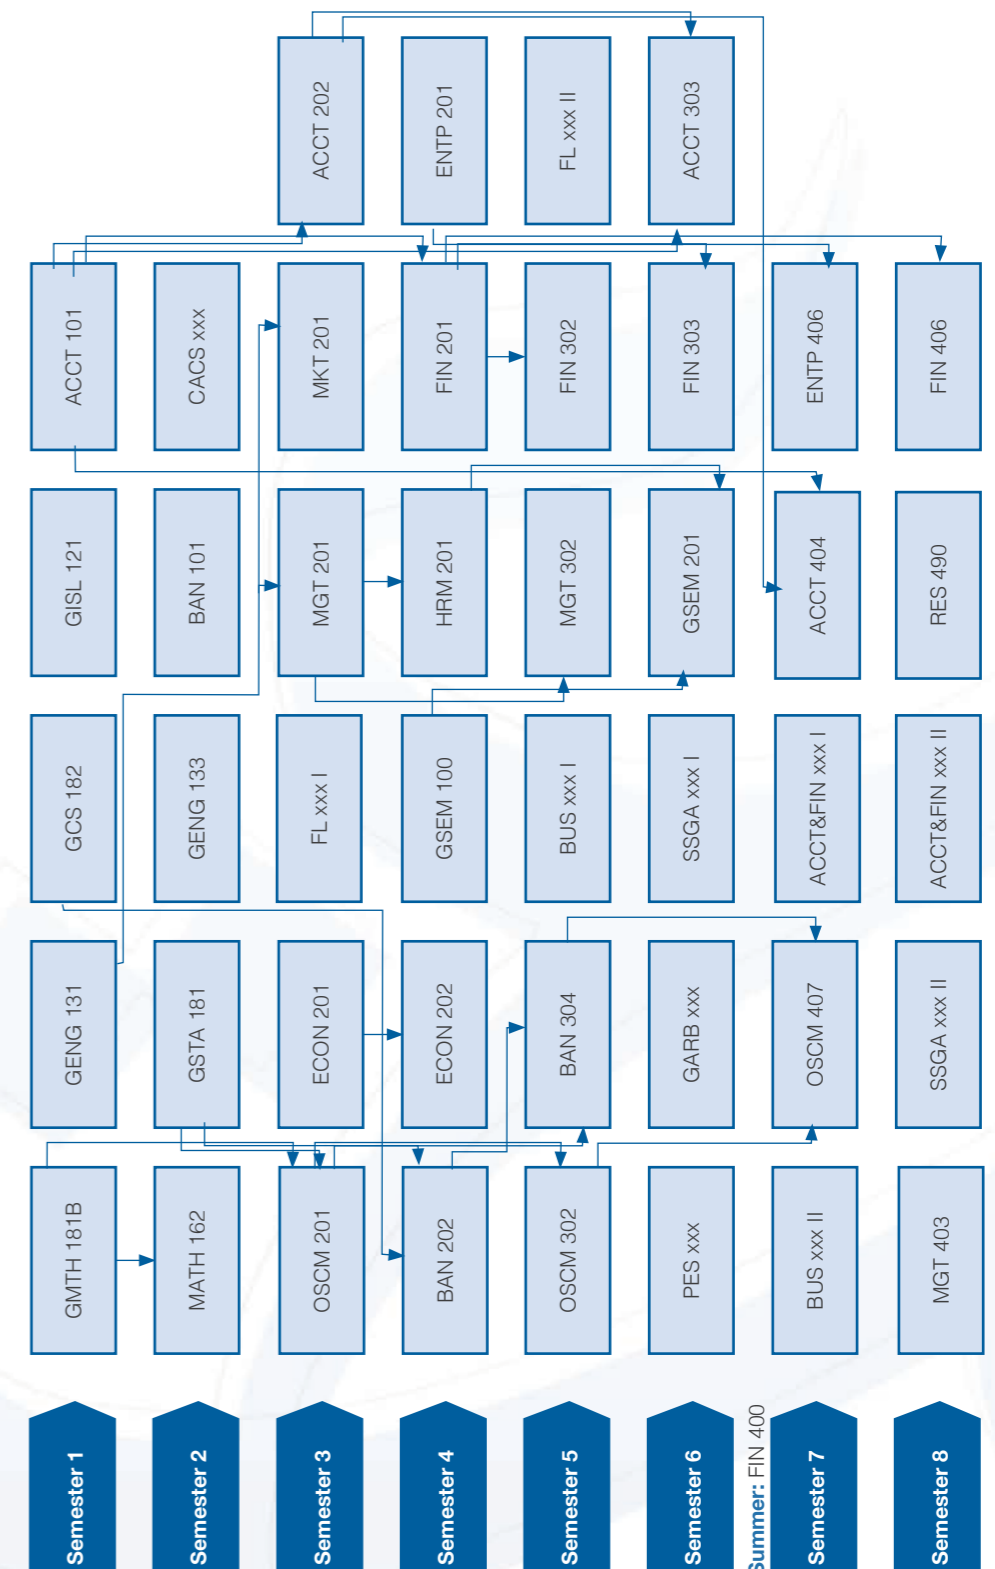 Semester 1
GMTH 181B
GENG 131
GCS 182
GISL 121
ACCT 101
Semester 2
MATH 162
GSTA 181
GENG 133
BAN 101
CACS xxx
Semester 3
OSCM 201
ECON 201
FL xxx I
MGT 201
MKT 201
ACCT 202
Semester 4
BAN 202
ECON 202
GSEM 100
HRM 201
FIN 201
ENTP 201
Semester 5
OSCM 302
BAN 304
BUS xxx I
MGT 302
FIN 302
FL xxx II
Semester 6
PES xxx
GARB xxx
SSGA xxx I
GSEM 201
FIN 303
ACCT 303
Summer: FIN 400
Semester 7
BUS xxx II
OSCM 407
ACCT&FIN xxx I
ACCT 404
ENTP 406
Semester 8
MGT 403
SSGA xxx II
ACCT&FIN xxx II
RES 490
FIN 406